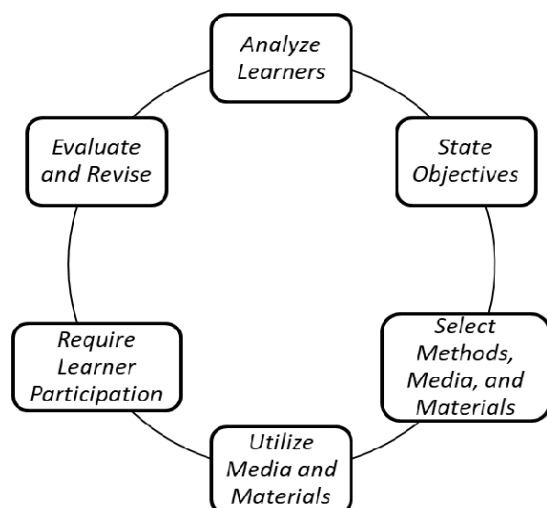 Analyze
Learners
State
Objectives
Select
Methods,
Media, and
Materials
Utilize
Media and
Materials
Require
Learner
Participation
Evaluate
and Revise